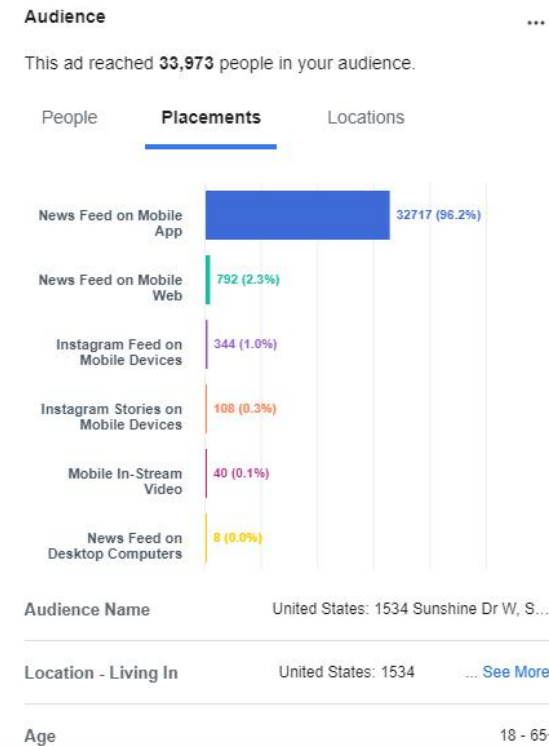 Audience
...
This ad reached 33,973 people in your audience.
People Placements Locations
News Feed on Mobile
App
32717 (96.2%)
News Feed on Mobile
Web
792 (2.3%)
Instagram Feed on
Mobile Devices
344 (1.0%)
Instagram Stories on
Mobile Devices
108 (0.3%)
Mobile In-Stream
Video
40 (0.1%)
News Feed on
Desktop Computers
8 (0.0%)
Audience Name United States: 1534 Sunshine Dr W, S...
Location - Living In United States: 1534 ... See More
Age 18 - 65+